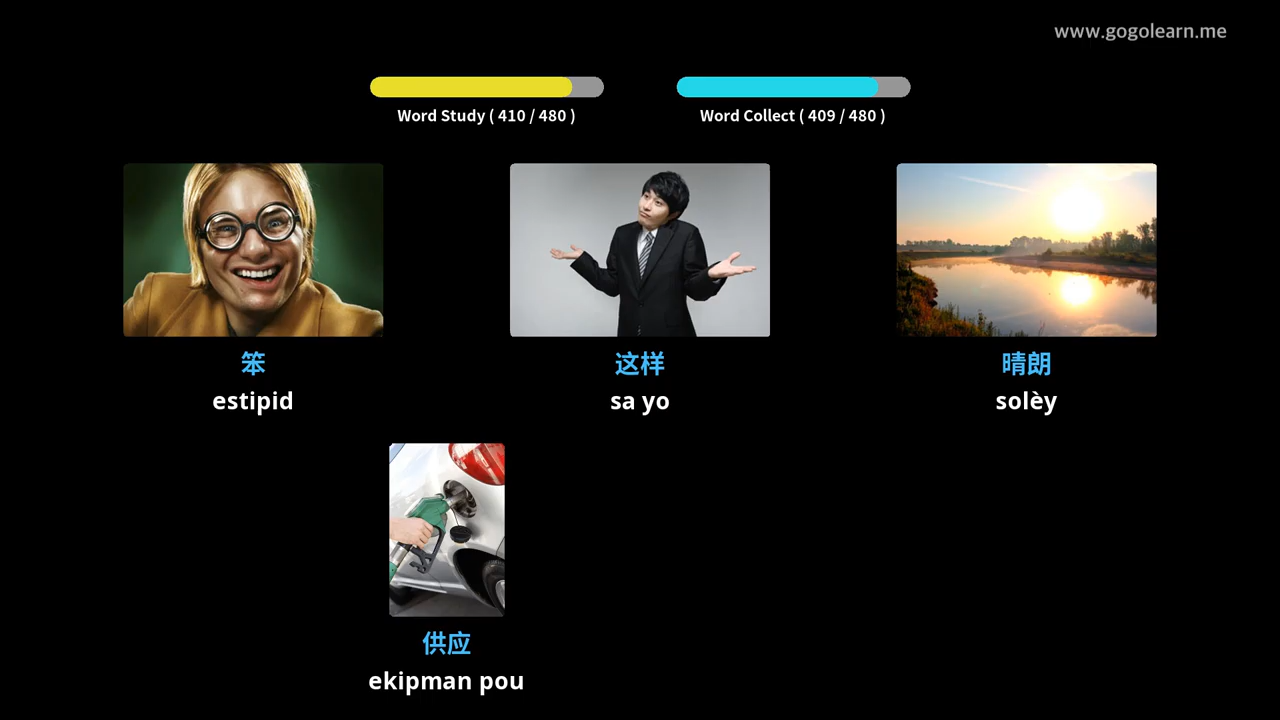 www.gogolearn.me
Word Study ( 410 / 480 )
Word Collect ( 409 / 480 )
笨
estipid
这样
sa yo
晴朗
solèy
供应
ekipman pou